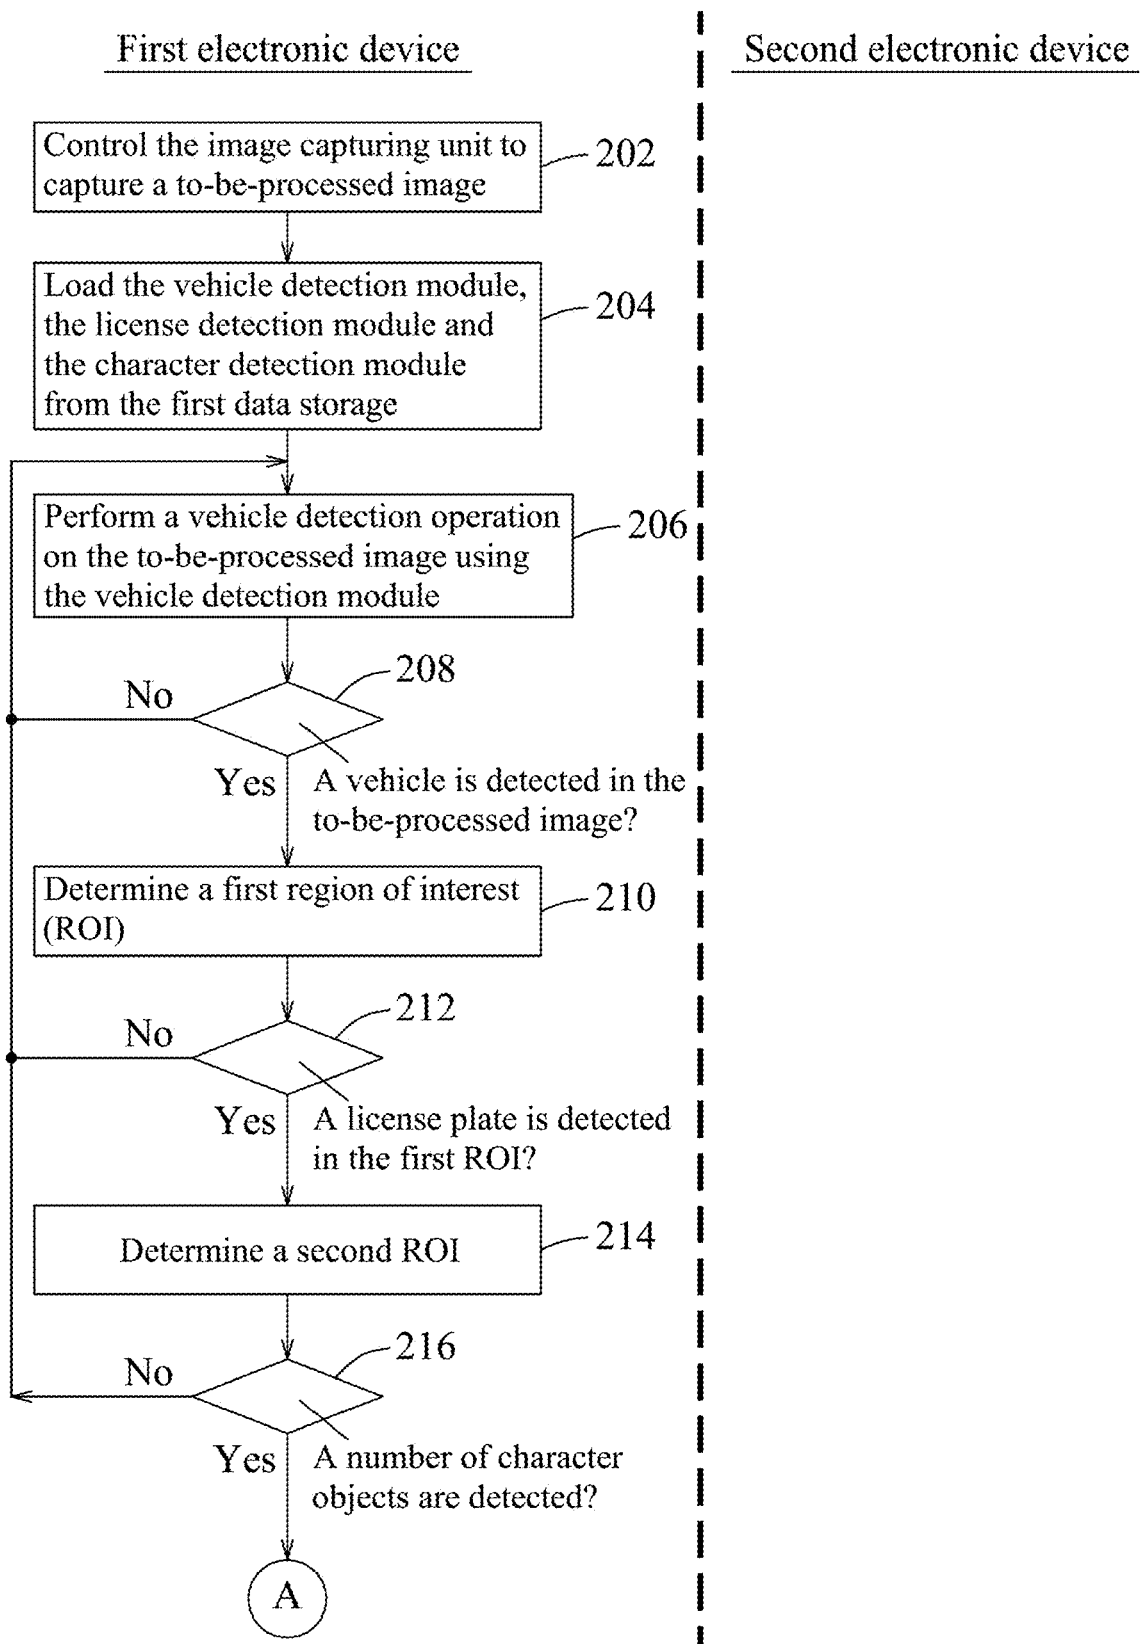 First electronic device
Second electronic device
Control the image capturing unit to
capture a to-be-processed image
202
Load the vehicle detection module,
the license detection module and
the character detection module
from the first data storage
204
Perform a vehicle detection operation
on the to-be-processed image using
the vehicle detection module
206
208
No
Yes
A vehicle is detected in the
to-be-processed image?
Determine a first region of interest
(ROI)
210
212
No
Yes
A license plate is detected
in the first ROI?
Determine a second ROI
214
216
No
Yes
A number of character
objects are detected?
A